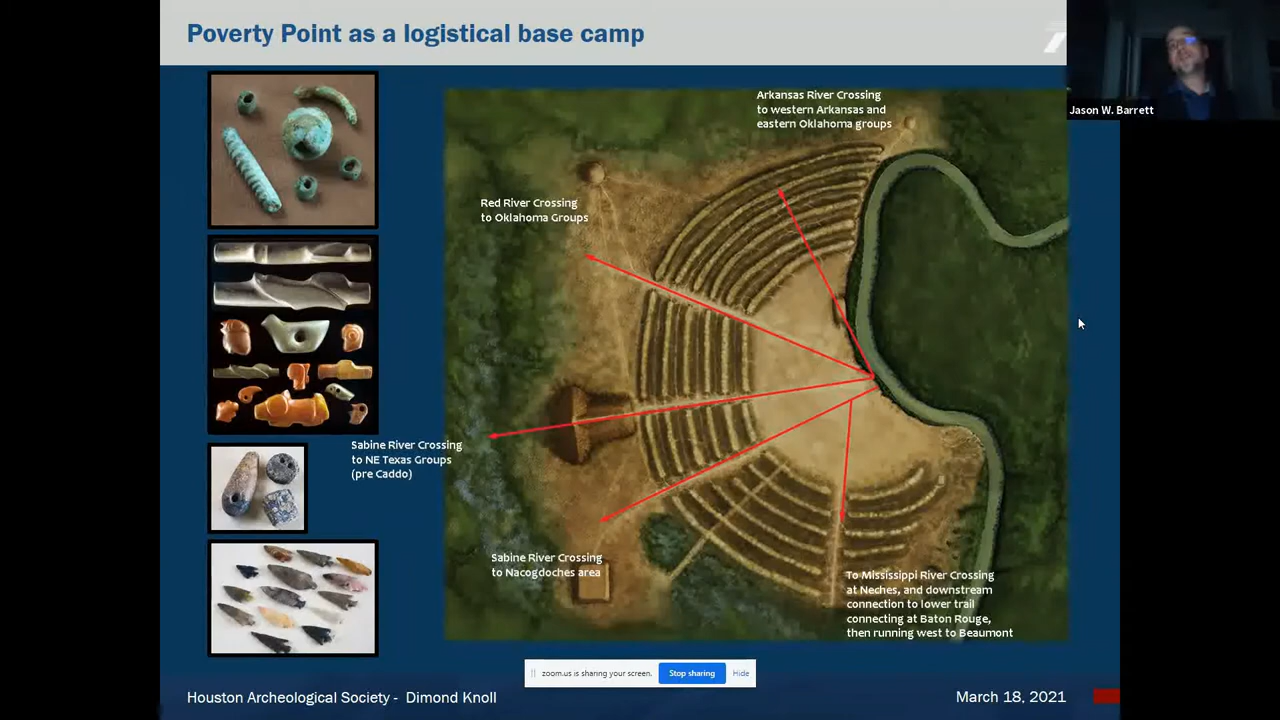 Poverty Point as a logistical base camp
Jason W. Barrett
Arkansas River Crossing
to western Arkansas and
eastern Oklahoma groups
Red River Crossing
to Oklahoma Groups
Sabine River Crossing
to NE Texas Groups
(pre Caddo)
Sabine River Crossing
to Nacogdoches area
To Mississippi River Crossing
at Neches, and downstream
connection to lower trail
connecting at Baton Rouge,
then running west to Beaumont
zoom.us is sharing your screen.
Stop sharing
Hide
Houston Archeological Society - Dimond Knoll
March 18, 2021